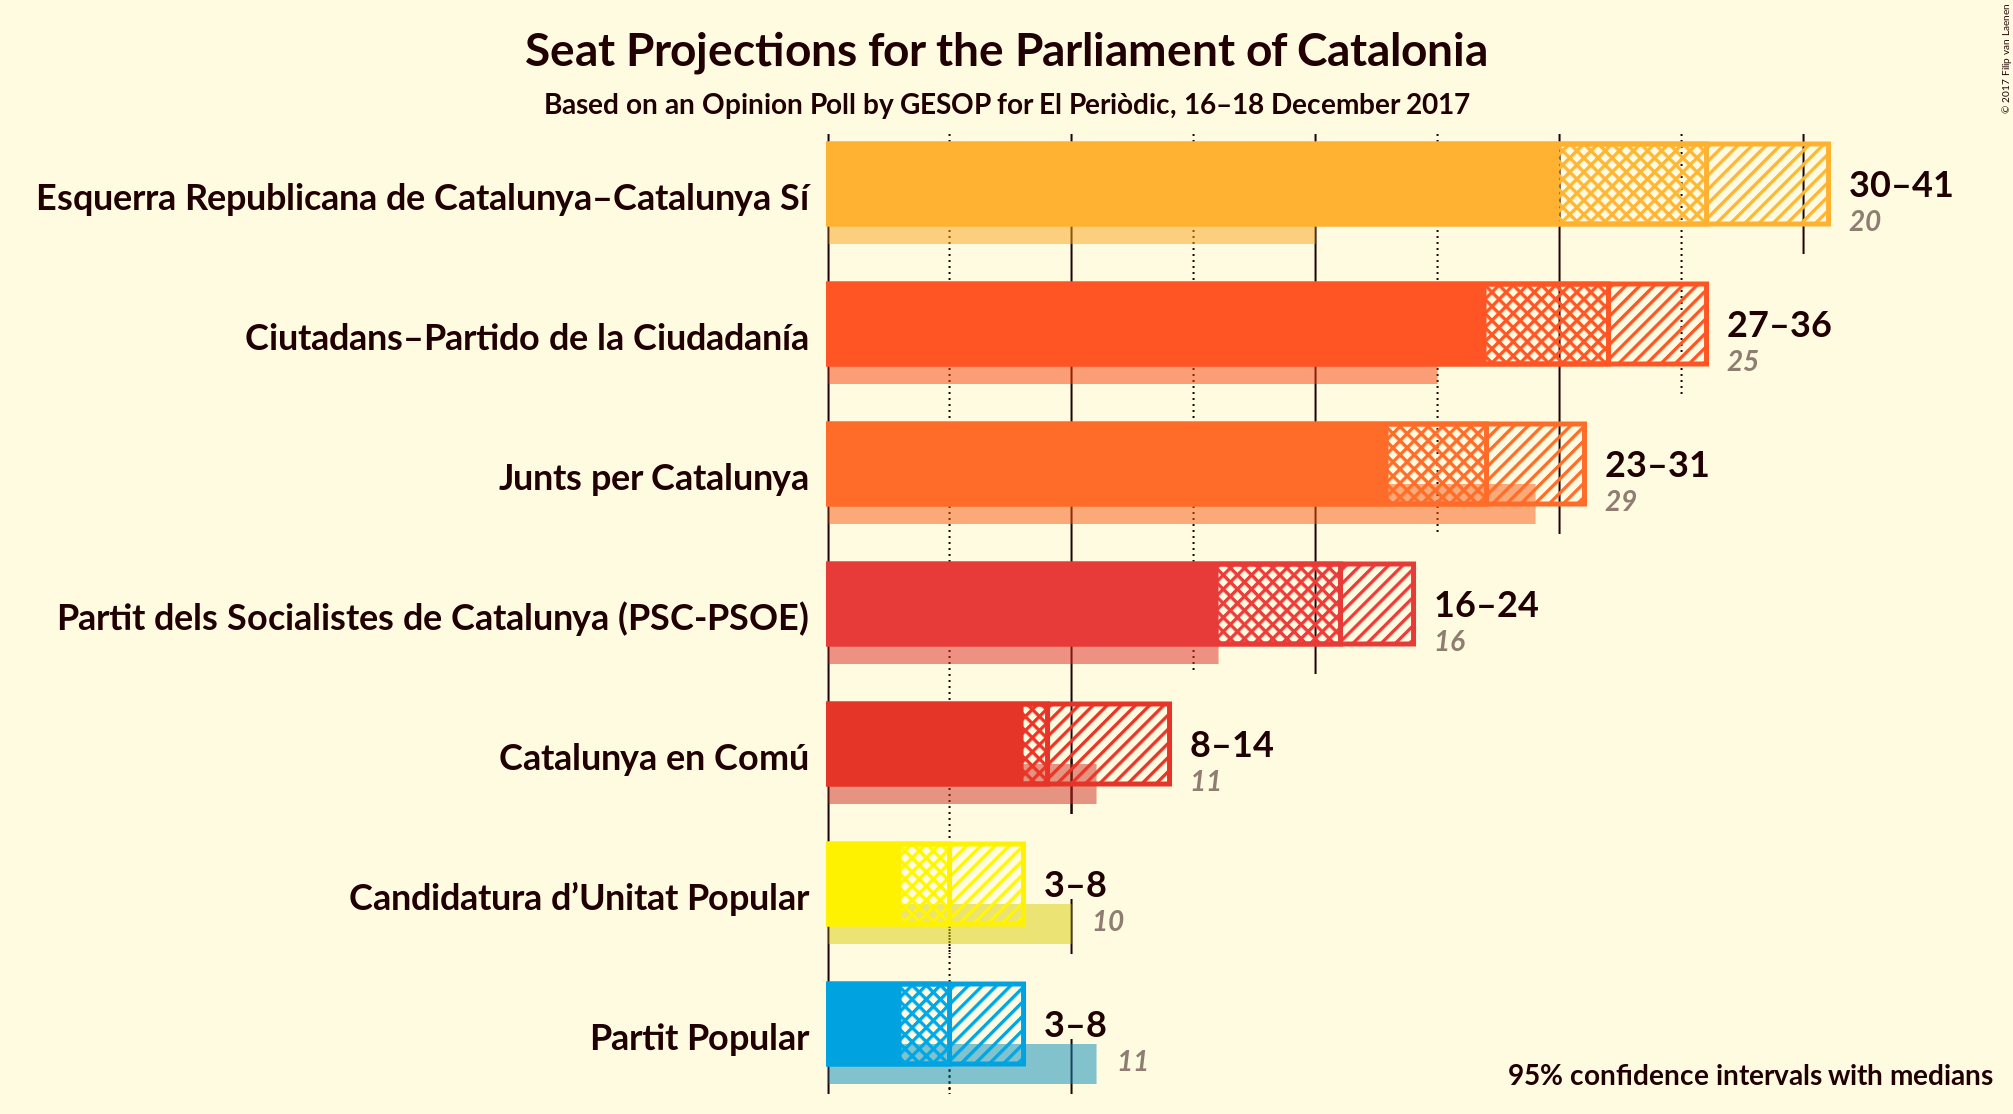 Seat Projections for the Parliament of Catalonia
Based on an Opinion Poll by GESOP for El Periòdic, 16–18 December 2017
© 2017 Filip van Laenen
Esquerra Republicana de Catalunya–Catalunya Sí
30–41
20
Ciutadans–Partido de la Ciudadanía
27–36
25
Junts per Catalunya
23–31
29
Partit dels Socialistes de Catalunya (PSC-PSOE)
16–24
16
Catalunya en Comú
8–14
11
Candidatura d’Unitat Popular
3–8
10
Partit Popular
3–8
11
95% confidence intervals with medians